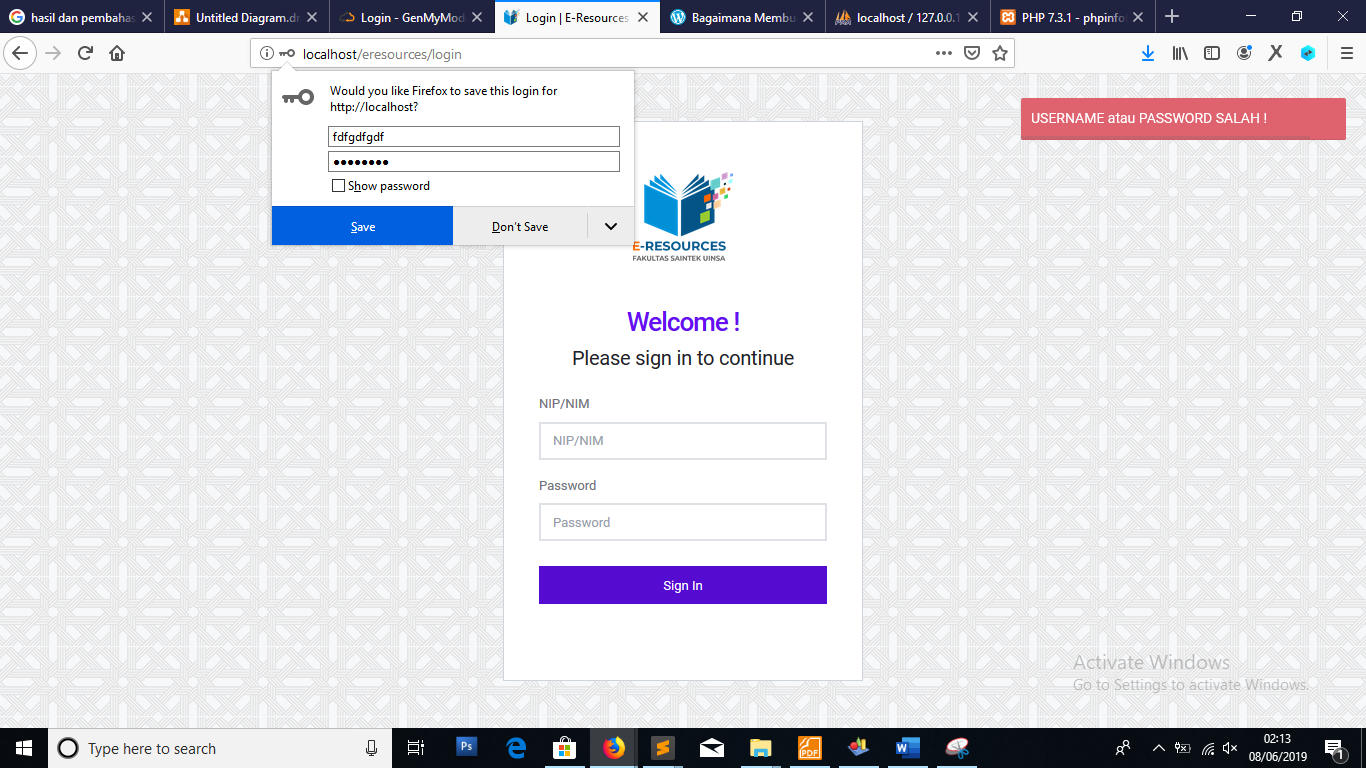 hasil dan pembahas
Untitled Diagram.dr
Login - GenMyMod
Login | E-Resources
Bagaimana Membu
localhost / 127.0.0.1
PHP 7.3.1 - phpinfo
localhost/eresources/login
Would you like Firefox to save this login for
http://localhost?
fdfgdfgdf
Show password
Save
Don't Save
USERNAME atau PASSWORD SALAH !
E-RESOURCES
FAKULTAS SAINTEK UINSA
Welcome !
Please sign in to continue
NIP/NIM
NIP/NIM
Password
Password
Sign In
Activate Windows
Go to Settings to activate Windows.
Type here to search
Ps
PDF
02:13
08/06/2019
1